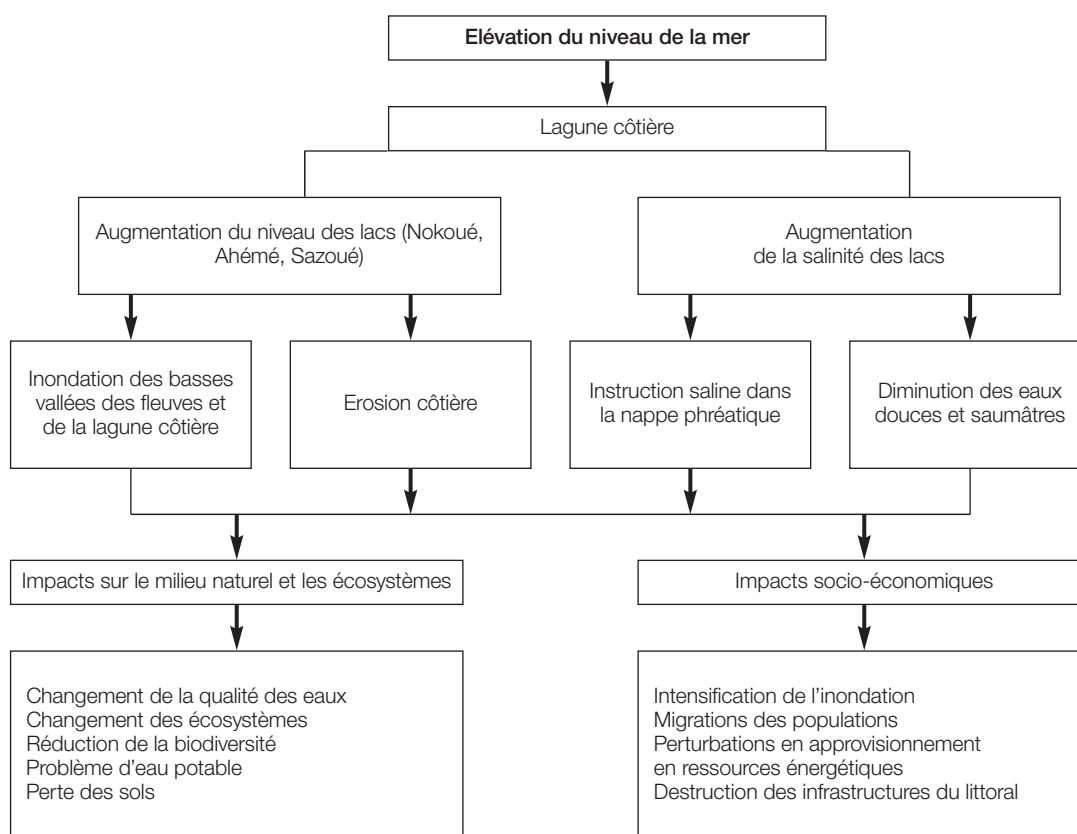 Elévation du niveau de la mer
Lagune côtière
Augmentation du niveau des lacs (Nokoué,
Ahémé, Sazoué)
Augmentation
de la salinité des lacs
Inondation des basses
vallées des fleuves et
de la lagune côtière
Erosion côtière
Instruction saline dans
la nappe phréatique
Diminution des eaux
douces et saumâtres
Impacts sur le milieu naturel et les écosystèmes
Impacts socio-économiques
Changement de la qualité des eaux
Changement des écosystèmes
Réduction de la biodiversité
Problème d'eau potable
Perte des sols
Intensification de l'inondation
Migrations des populations
Perturbations en approvisionnement
en ressources énergétiques
Destruction des infrastructures du littoral